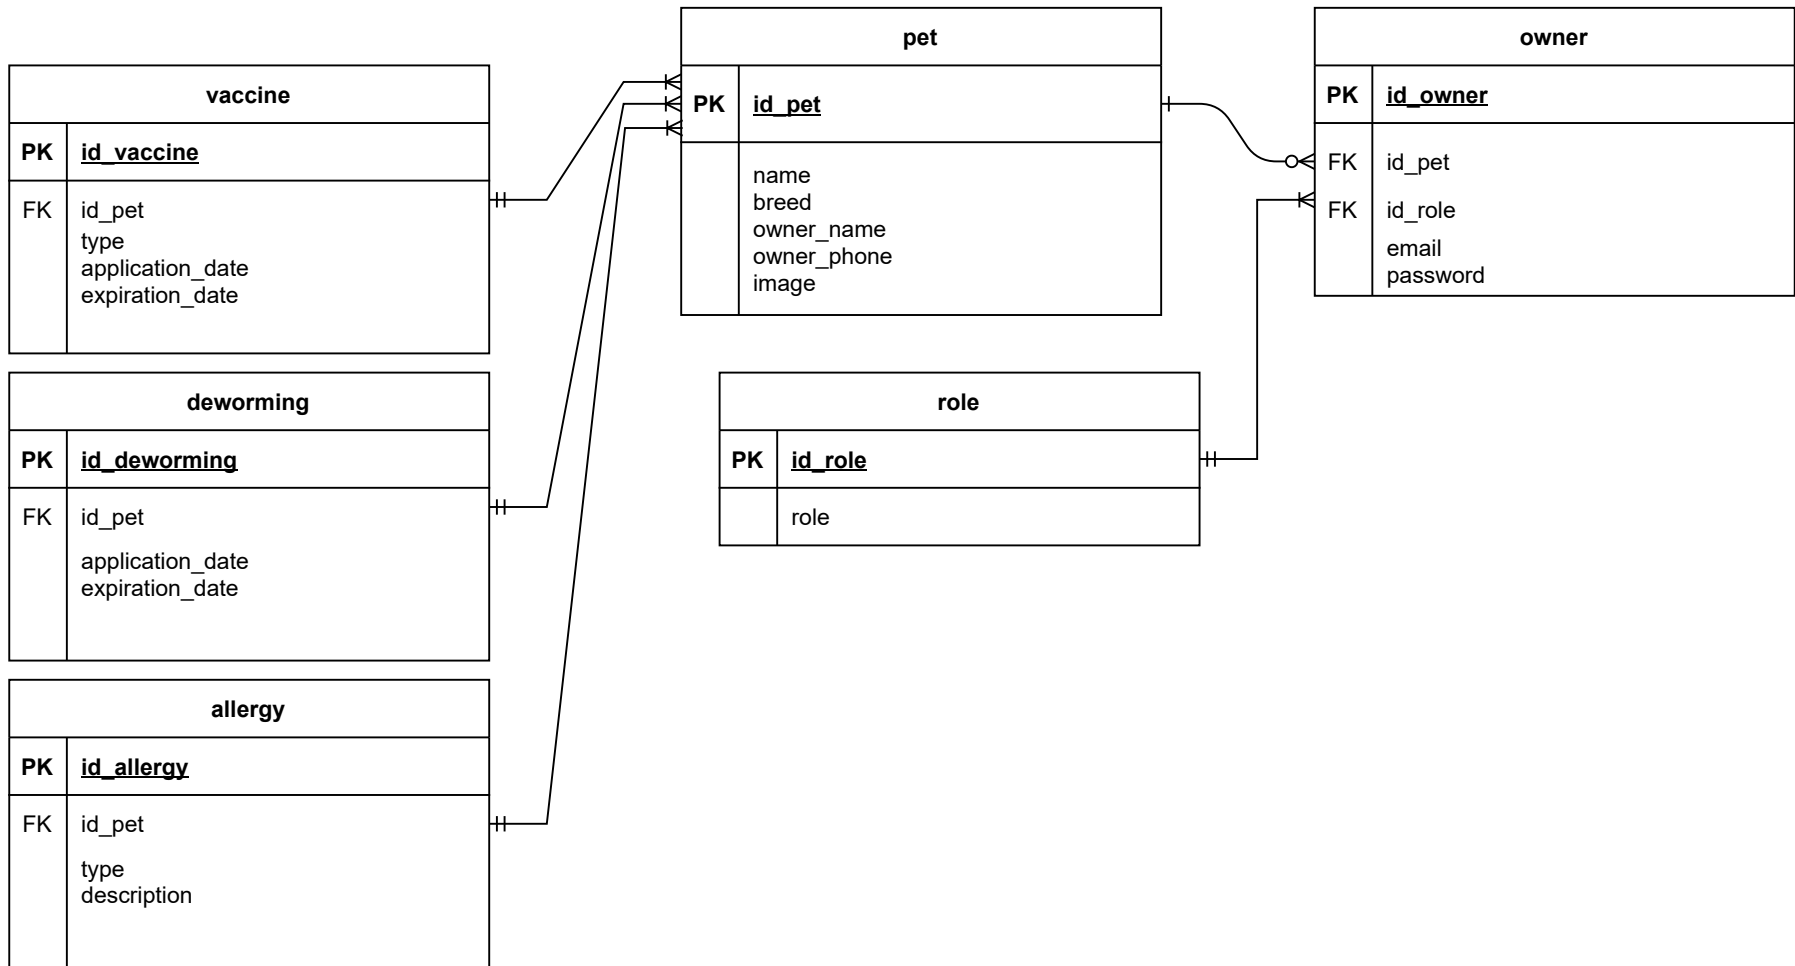 vaccine
PK id_vaccine
FK id_pet
type
application_date
expiration_date
deworming
PK id_deworming
FK id_pet
application_date
expiration_date
allergy
PK id_allergy
FK id_pet
type
description
pet
PK id_pet
name
breed
owner_name
owner_phone
image
role
PK id_role
role
owner
PK id_owner
FK id_pet
FK id_role
email
password